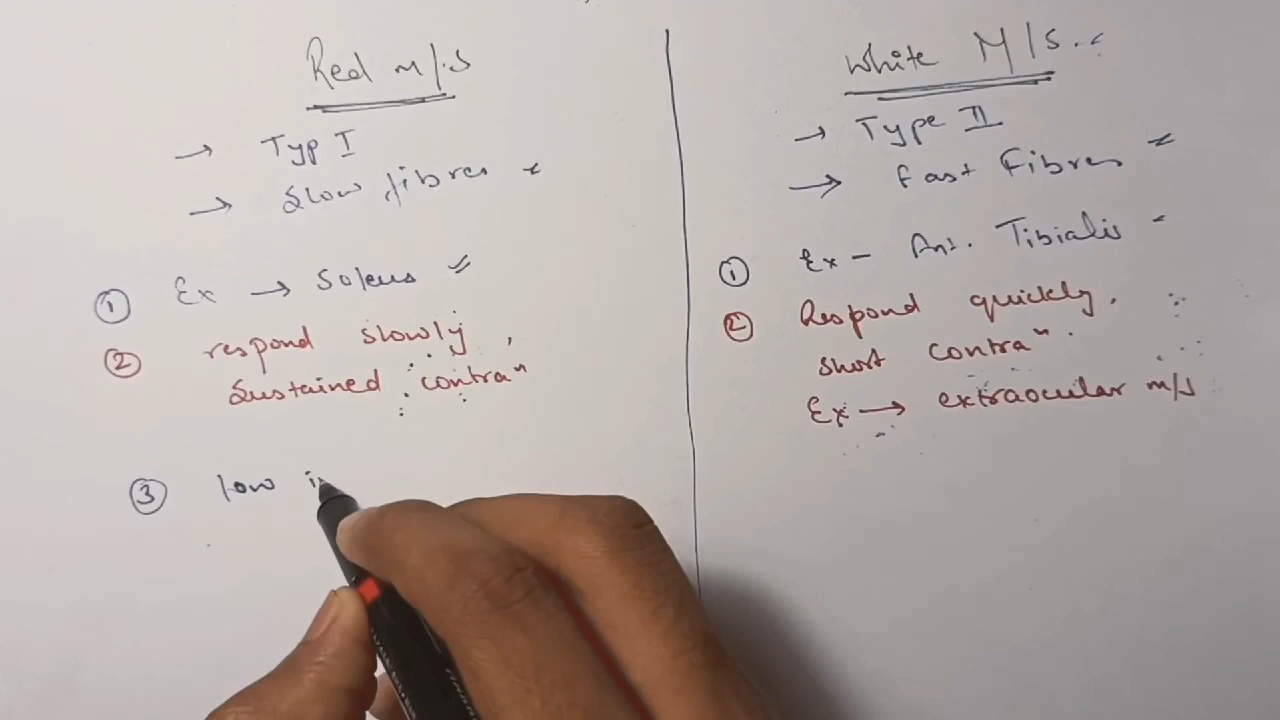 Red m/s
→ Typ I
→ Slow fibres
① Ex → Soleus
② respond slowly,
Sustained contraⁿ
③ low i
White M/s.
→ Type II
→ fast Fibres
① Ex – Ant. Tibialis
② Respond quickly,
short contraⁿ.
Ex → extraocular m/s